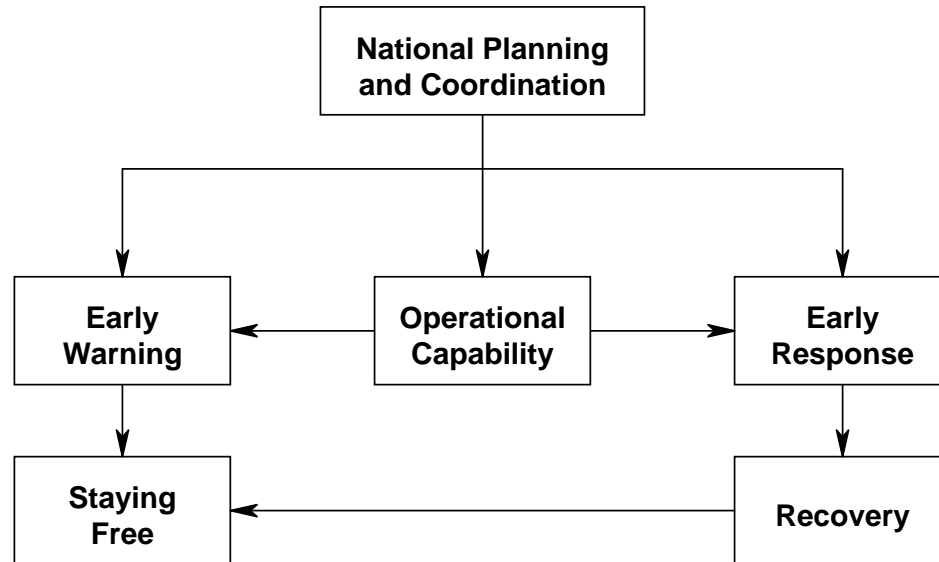 National Planning
and Coordination
Early
Warning
Operational
Capability
Early
Response
Staying
Free
Recovery